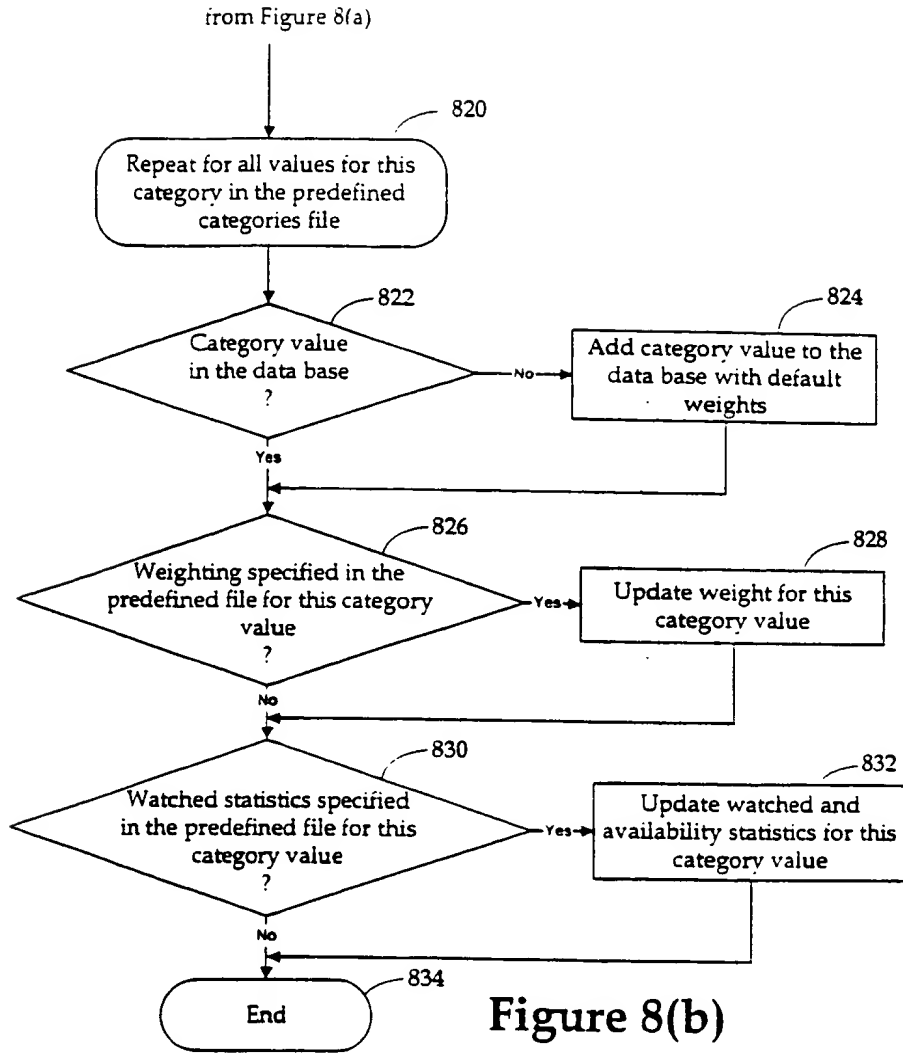 from Figure 8(a)
820
Repeat for all values for this
category in the predefined
categories file
822
Category value
in the data base
?
No
824
Add category value to the
data base with default
weights
Yes
826
Weighting specified in the
predefined file for this category
value
?
Yes
828
Update weight for this
category value
No
830
Watched statistics specified
in the predefined file for this
category value
?
Yes
832
Update watched and
availability statistics for this
category value
No
834
End
Figure 8(b)